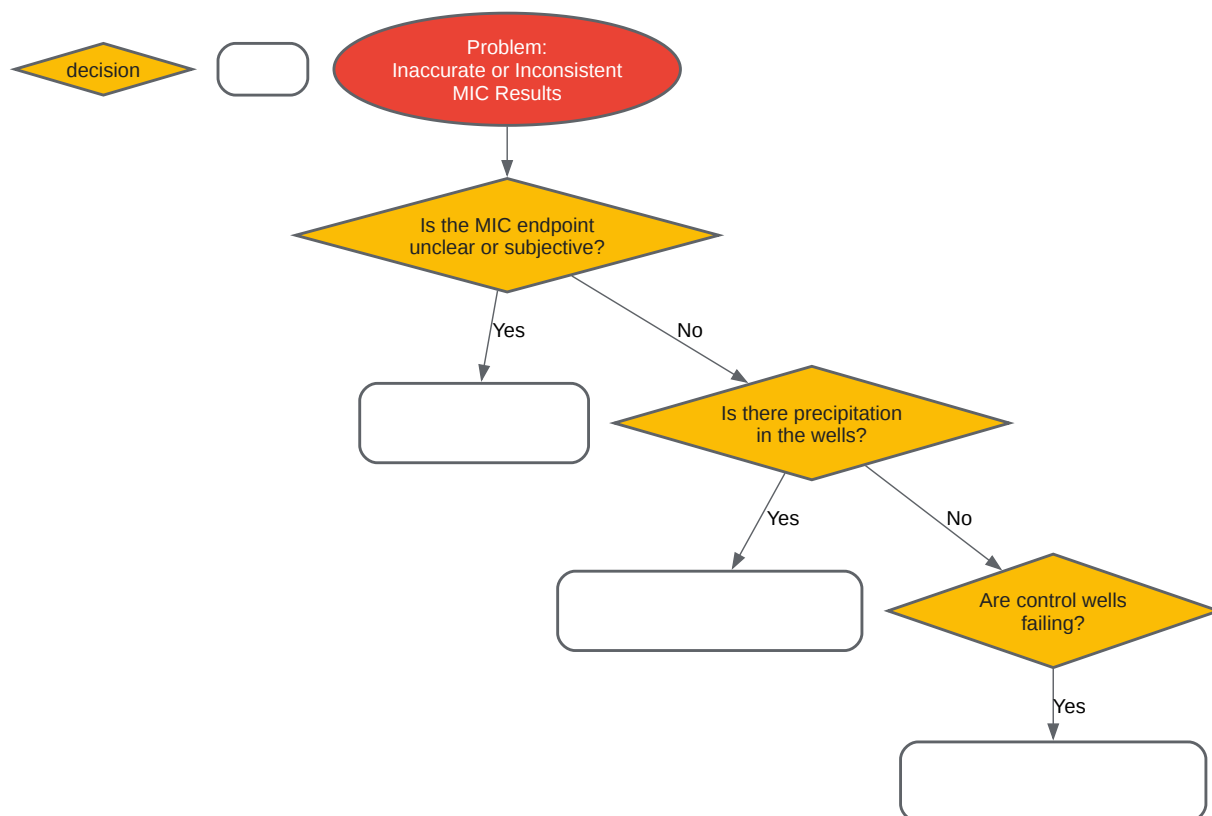 decision
Problem:
Inaccurate or Inconsistent
MIC Results
Is the MIC endpoint
unclear or subjective?
Yes
No
Is there precipitation
in the wells?
Yes
No
Are control wells
failing?
Yes